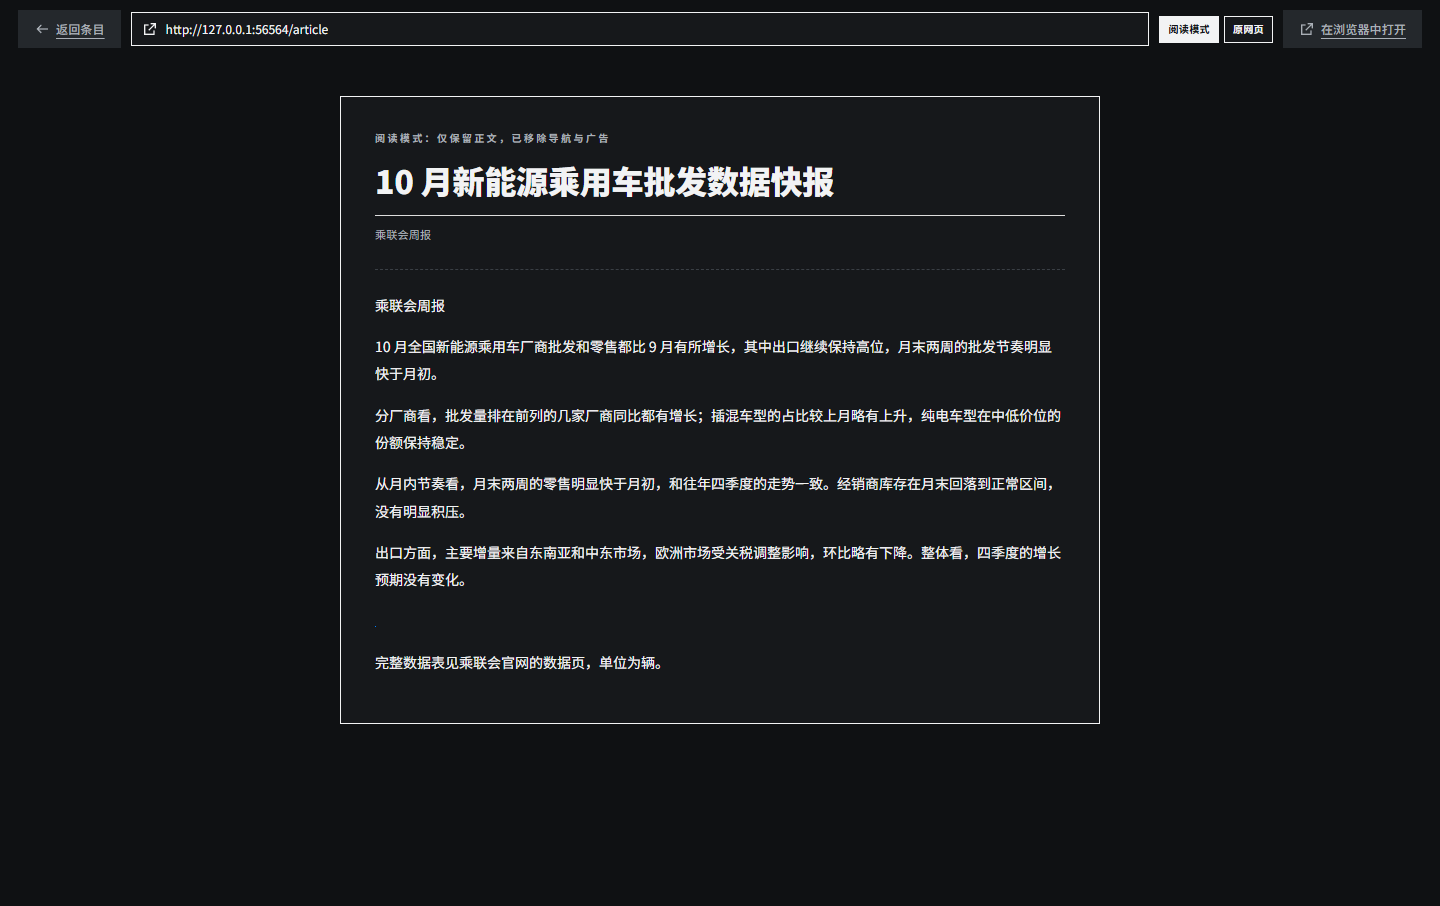 返回条目
http://127.0.0.1:56564/article
阅读模式
原网页
在浏览器中打开
阅读模式：仅保留正文，已移除导航与广告
10 月新能源乘用车批发数据快报
乘联会周报
乘联会周报
10 月全国新能源乘用车厂商批发和零售都比 9 月有所增长，其中出口继续保持高位，月末两周的批发节奏明显
快于月初。
分厂商看，批发量排在前列的几家厂商同比都有增长；插混车型的占比较上月略有上升，纯电车型在中低价位的
份额保持稳定。
从月内节奏看，月末两周的零售明显快于月初，和往年四季度的走势一致。经销商库存在月末回落到正常区间，
没有明显积压。
出口方面，主要增量来自东南亚和中东市场，欧洲市场受关税调整影响，环比略有下降。整体看，四季度的增长
预期没有变化。
完整数据表见乘联会官网的数据页，单位为辆。